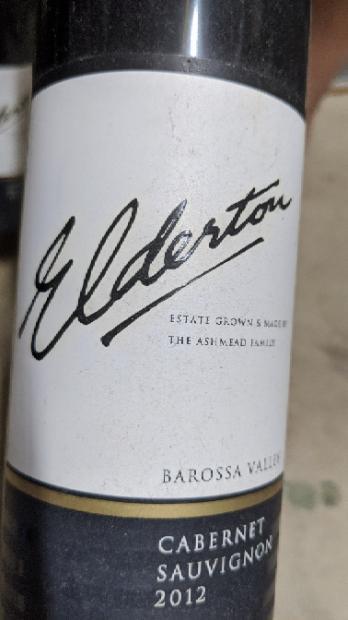 Elderton
ESTATE GROWN & MADE BY
THE ASHMEAD FAMILY
BAROSSA VALLEY
CABERNET
SAUVIGNON
2012